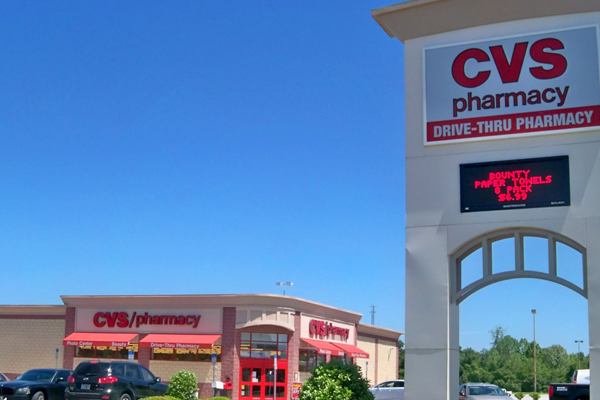 CVS
pharmacy
DRIVE-THRU PHARMACY
BOUNTY
PAPER TOWELS
8 PACK
$6.99
CVS/pharmacy
CVS/pharmacy
Photo Center Beauty
Drive-Thru Pharmacy